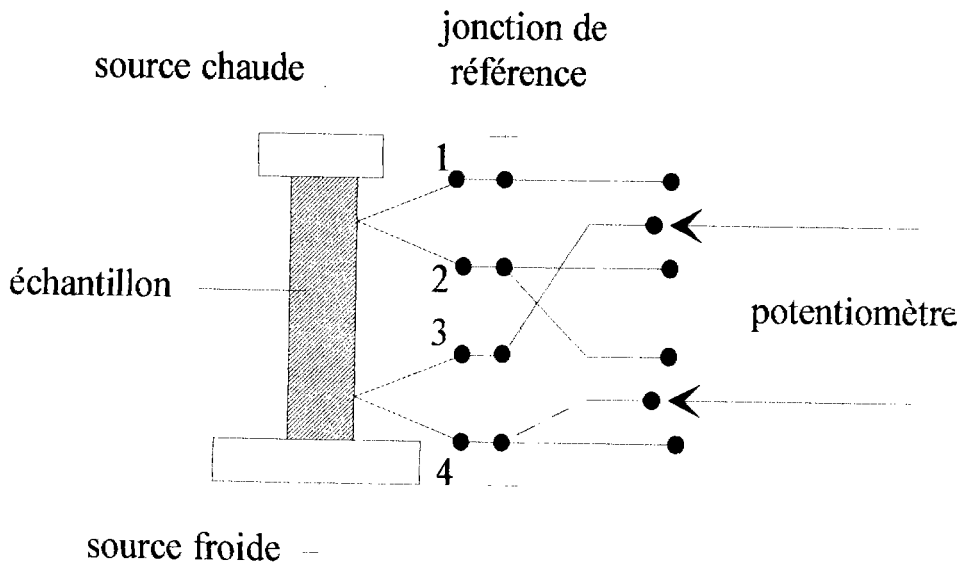 jonction de
référence
source chaude
1
2
échantillon
3
potentiomètre
4
source froide